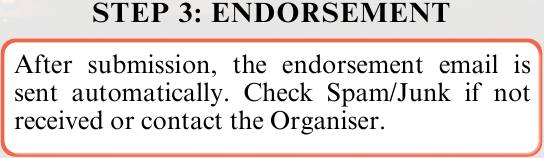 STEP 3: ENDORSEMENT
After submission, the endorsement email is
sent automatically. Check Spam/Junk if not
received or contact the Organiser.